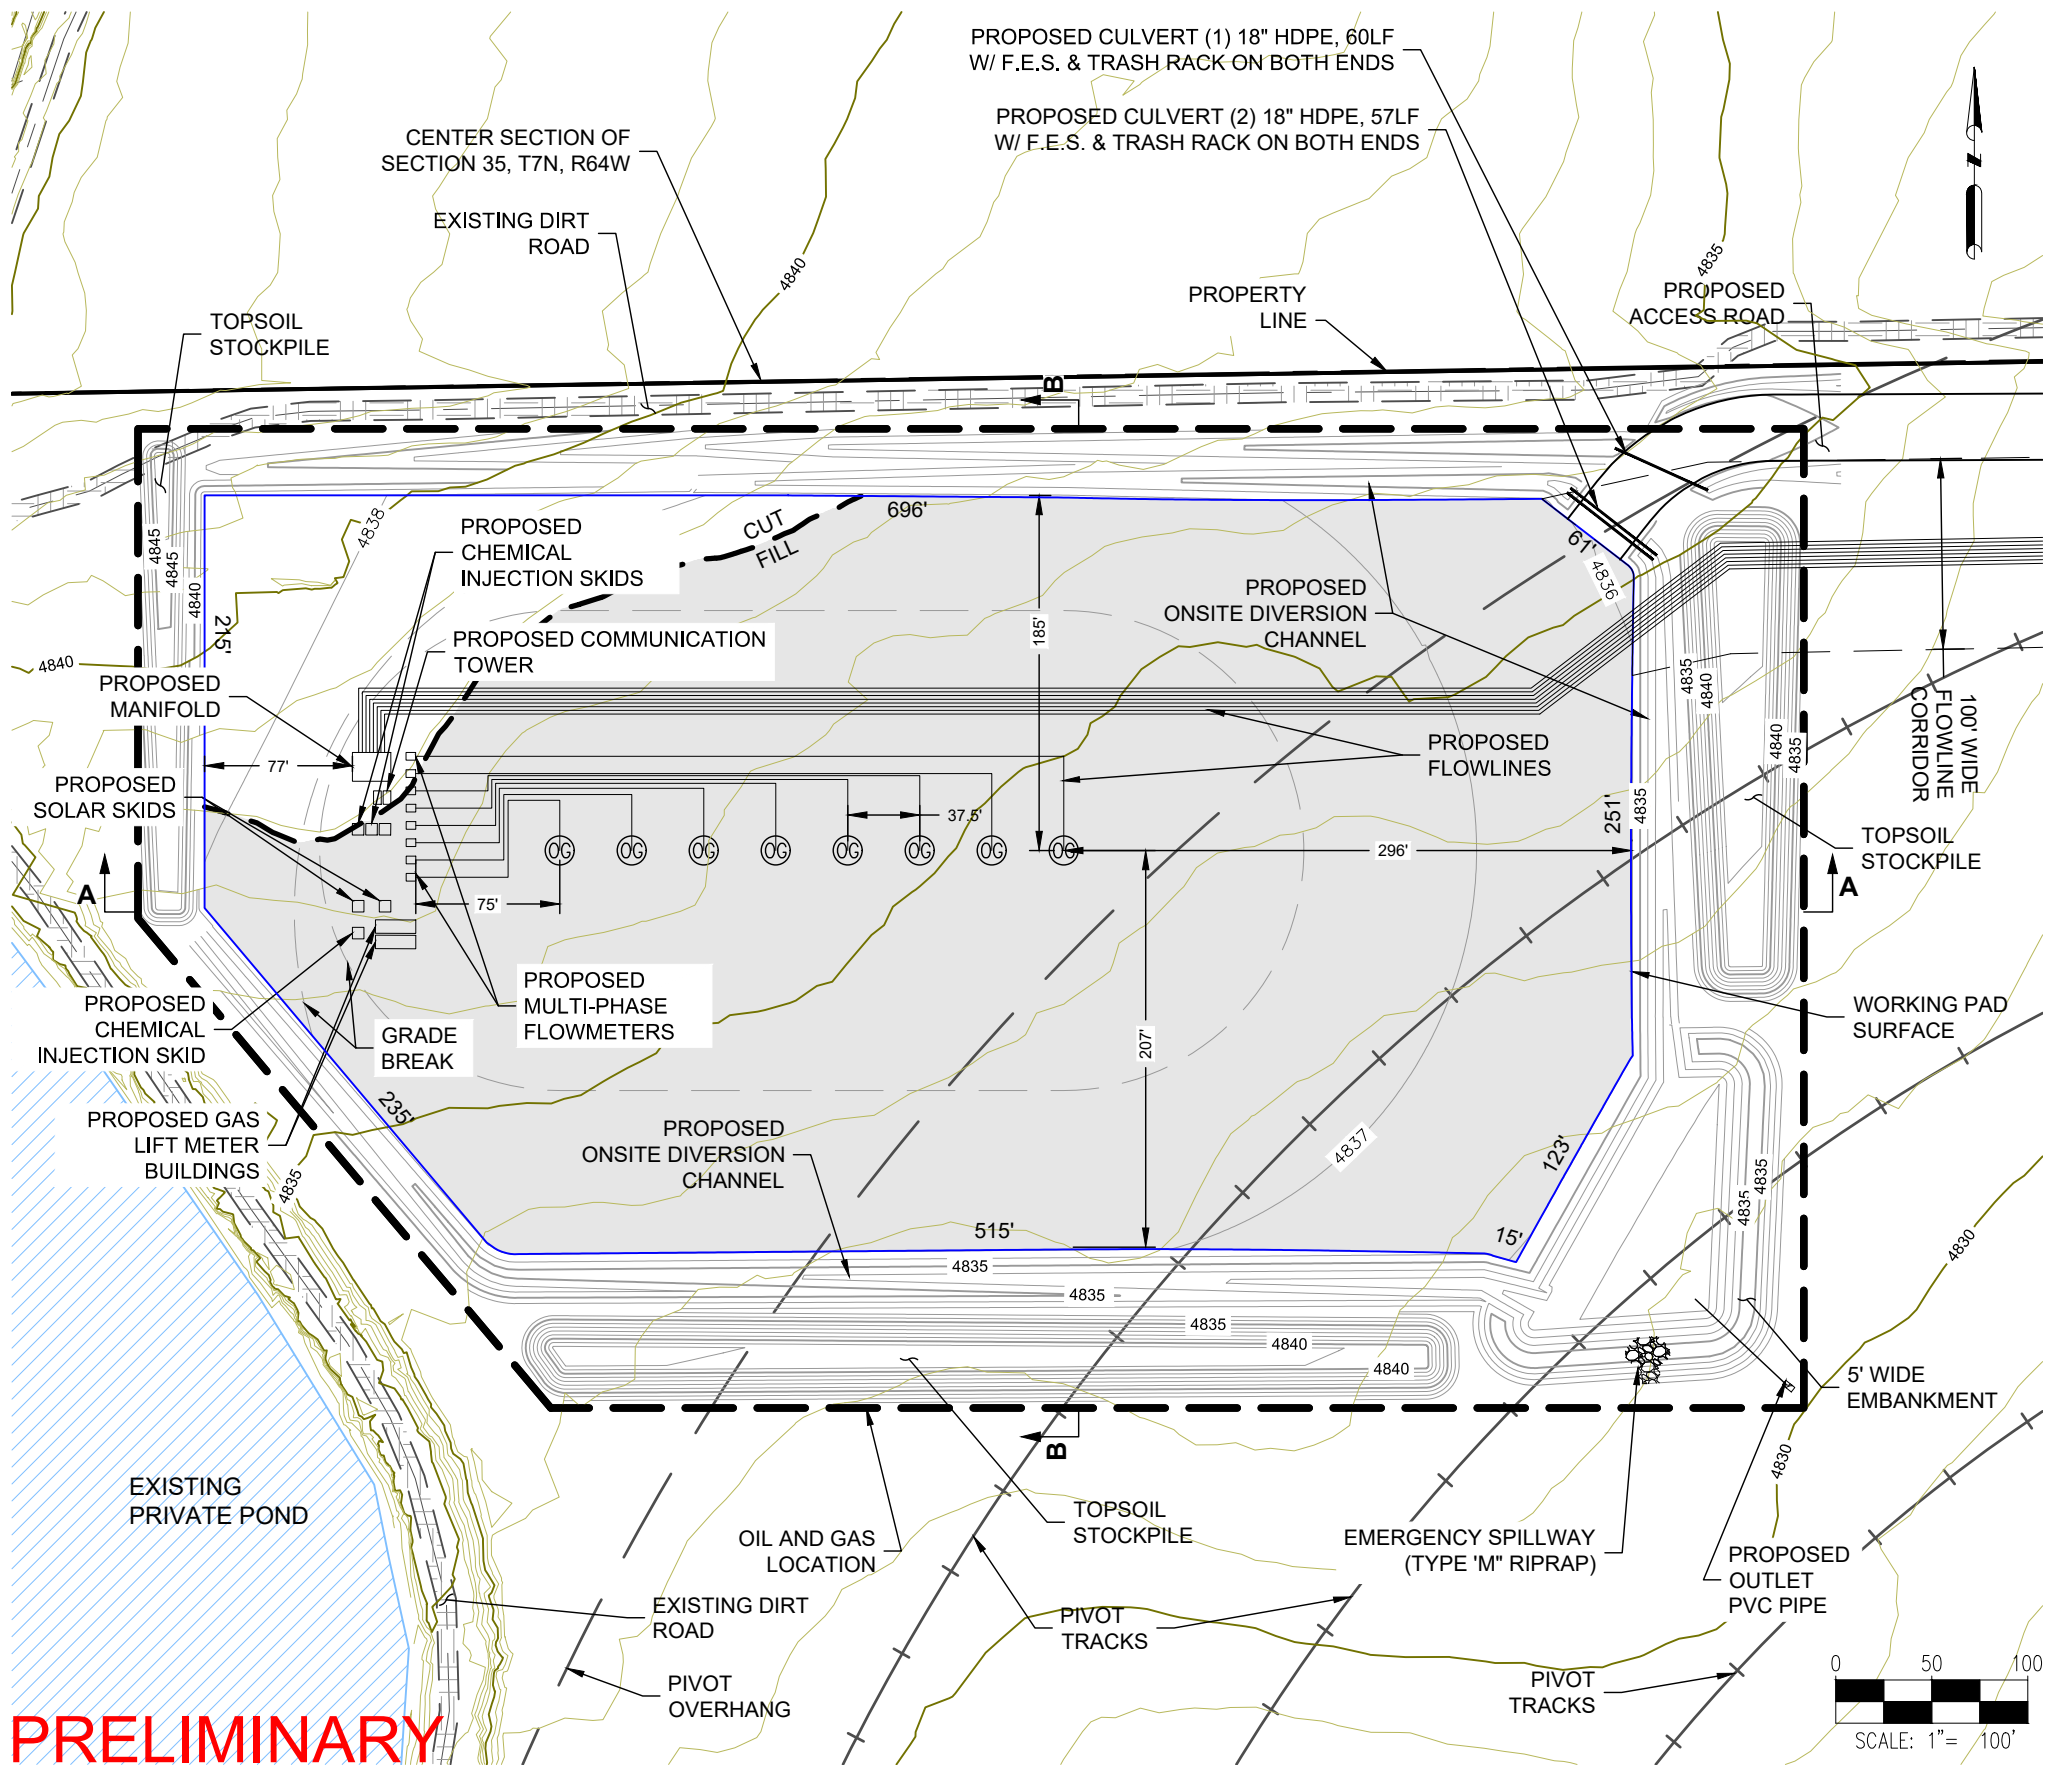 PROPOSED CULVERT (1) 18" HDPE, 60LF
W/ F.E.S. & TRASH RACK ON BOTH ENDS
PROPOSED CULVERT (2) 18" HDPE, 57LF
W/ F.E.S. & TRASH RACK ON BOTH ENDS
CENTER SECTION OF
SECTION 35, T7N, R64W
N
EXISTING DIRT
ROAD
4840
4835
PROPERTY
LINE
PROPOSED
ACCESS ROAD
TOPSOIL
STOCKPILE
B
696'
CUT
FILL
4838
PROPOSED
CHEMICAL
INJECTION SKIDS
4845
4845
4840
61'
4836
PROPOSED
ONSITE DIVERSION
CHANNEL
185'
215'
PROPOSED COMMUNICATION
TOWER
4840
PROPOSED
MANIFOLD
4835
4840
4840
4835
100' WIDE
FLOWLINE
CORRIDOR
77'
PROPOSED
FLOWLINES
PROPOSED
SOLAR SKIDS
37.5'
251'
4835
TOPSOIL
STOCKPILE
OG
OG
OG
OG
OG
OG
OG
OG
296'
A
A
75'
PROPOSED
MULTI-PHASE
FLOWMETERS
PROPOSED
CHEMICAL
INJECTION SKID
GRADE
BREAK
WORKING PAD
SURFACE
207'
235'
PROPOSED GAS
LIFT METER
BUILDINGS
4835
PROPOSED
ONSITE DIVERSION
CHANNEL
4837
123'
4835
4835
515'
15'
4835
4835
4835
4840
4840
4830
5' WIDE
EMBANKMENT
B
4830
EXISTING
PRIVATE POND
OIL AND GAS
LOCATION
TOPSOIL
STOCKPILE
EMERGENCY SPILLWAY
(TYPE 'M" RIPRAP)
PROPOSED
OUTLET
PVC PIPE
EXISTING DIRT
ROAD
PIVOT
TRACKS
PIVOT
OVERHANG
PIVOT
TRACKS
0 50 100
SCALE: 1"= 100'
PRELIMINARY